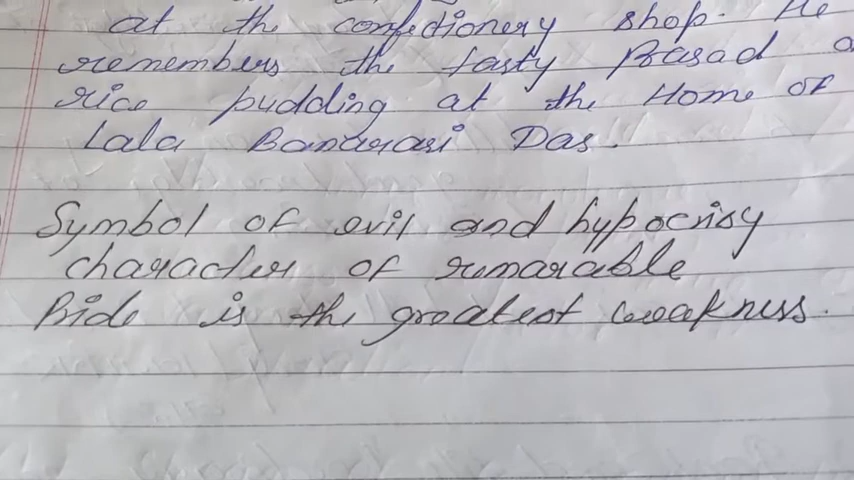 at the confectionery shop. He
remembers the tasty Prasad
rice pudding at the Home of
Lala Banarasi Das.
Symbol of evil and hypocrisy
character of remarable
Pride is the greatest weakness.